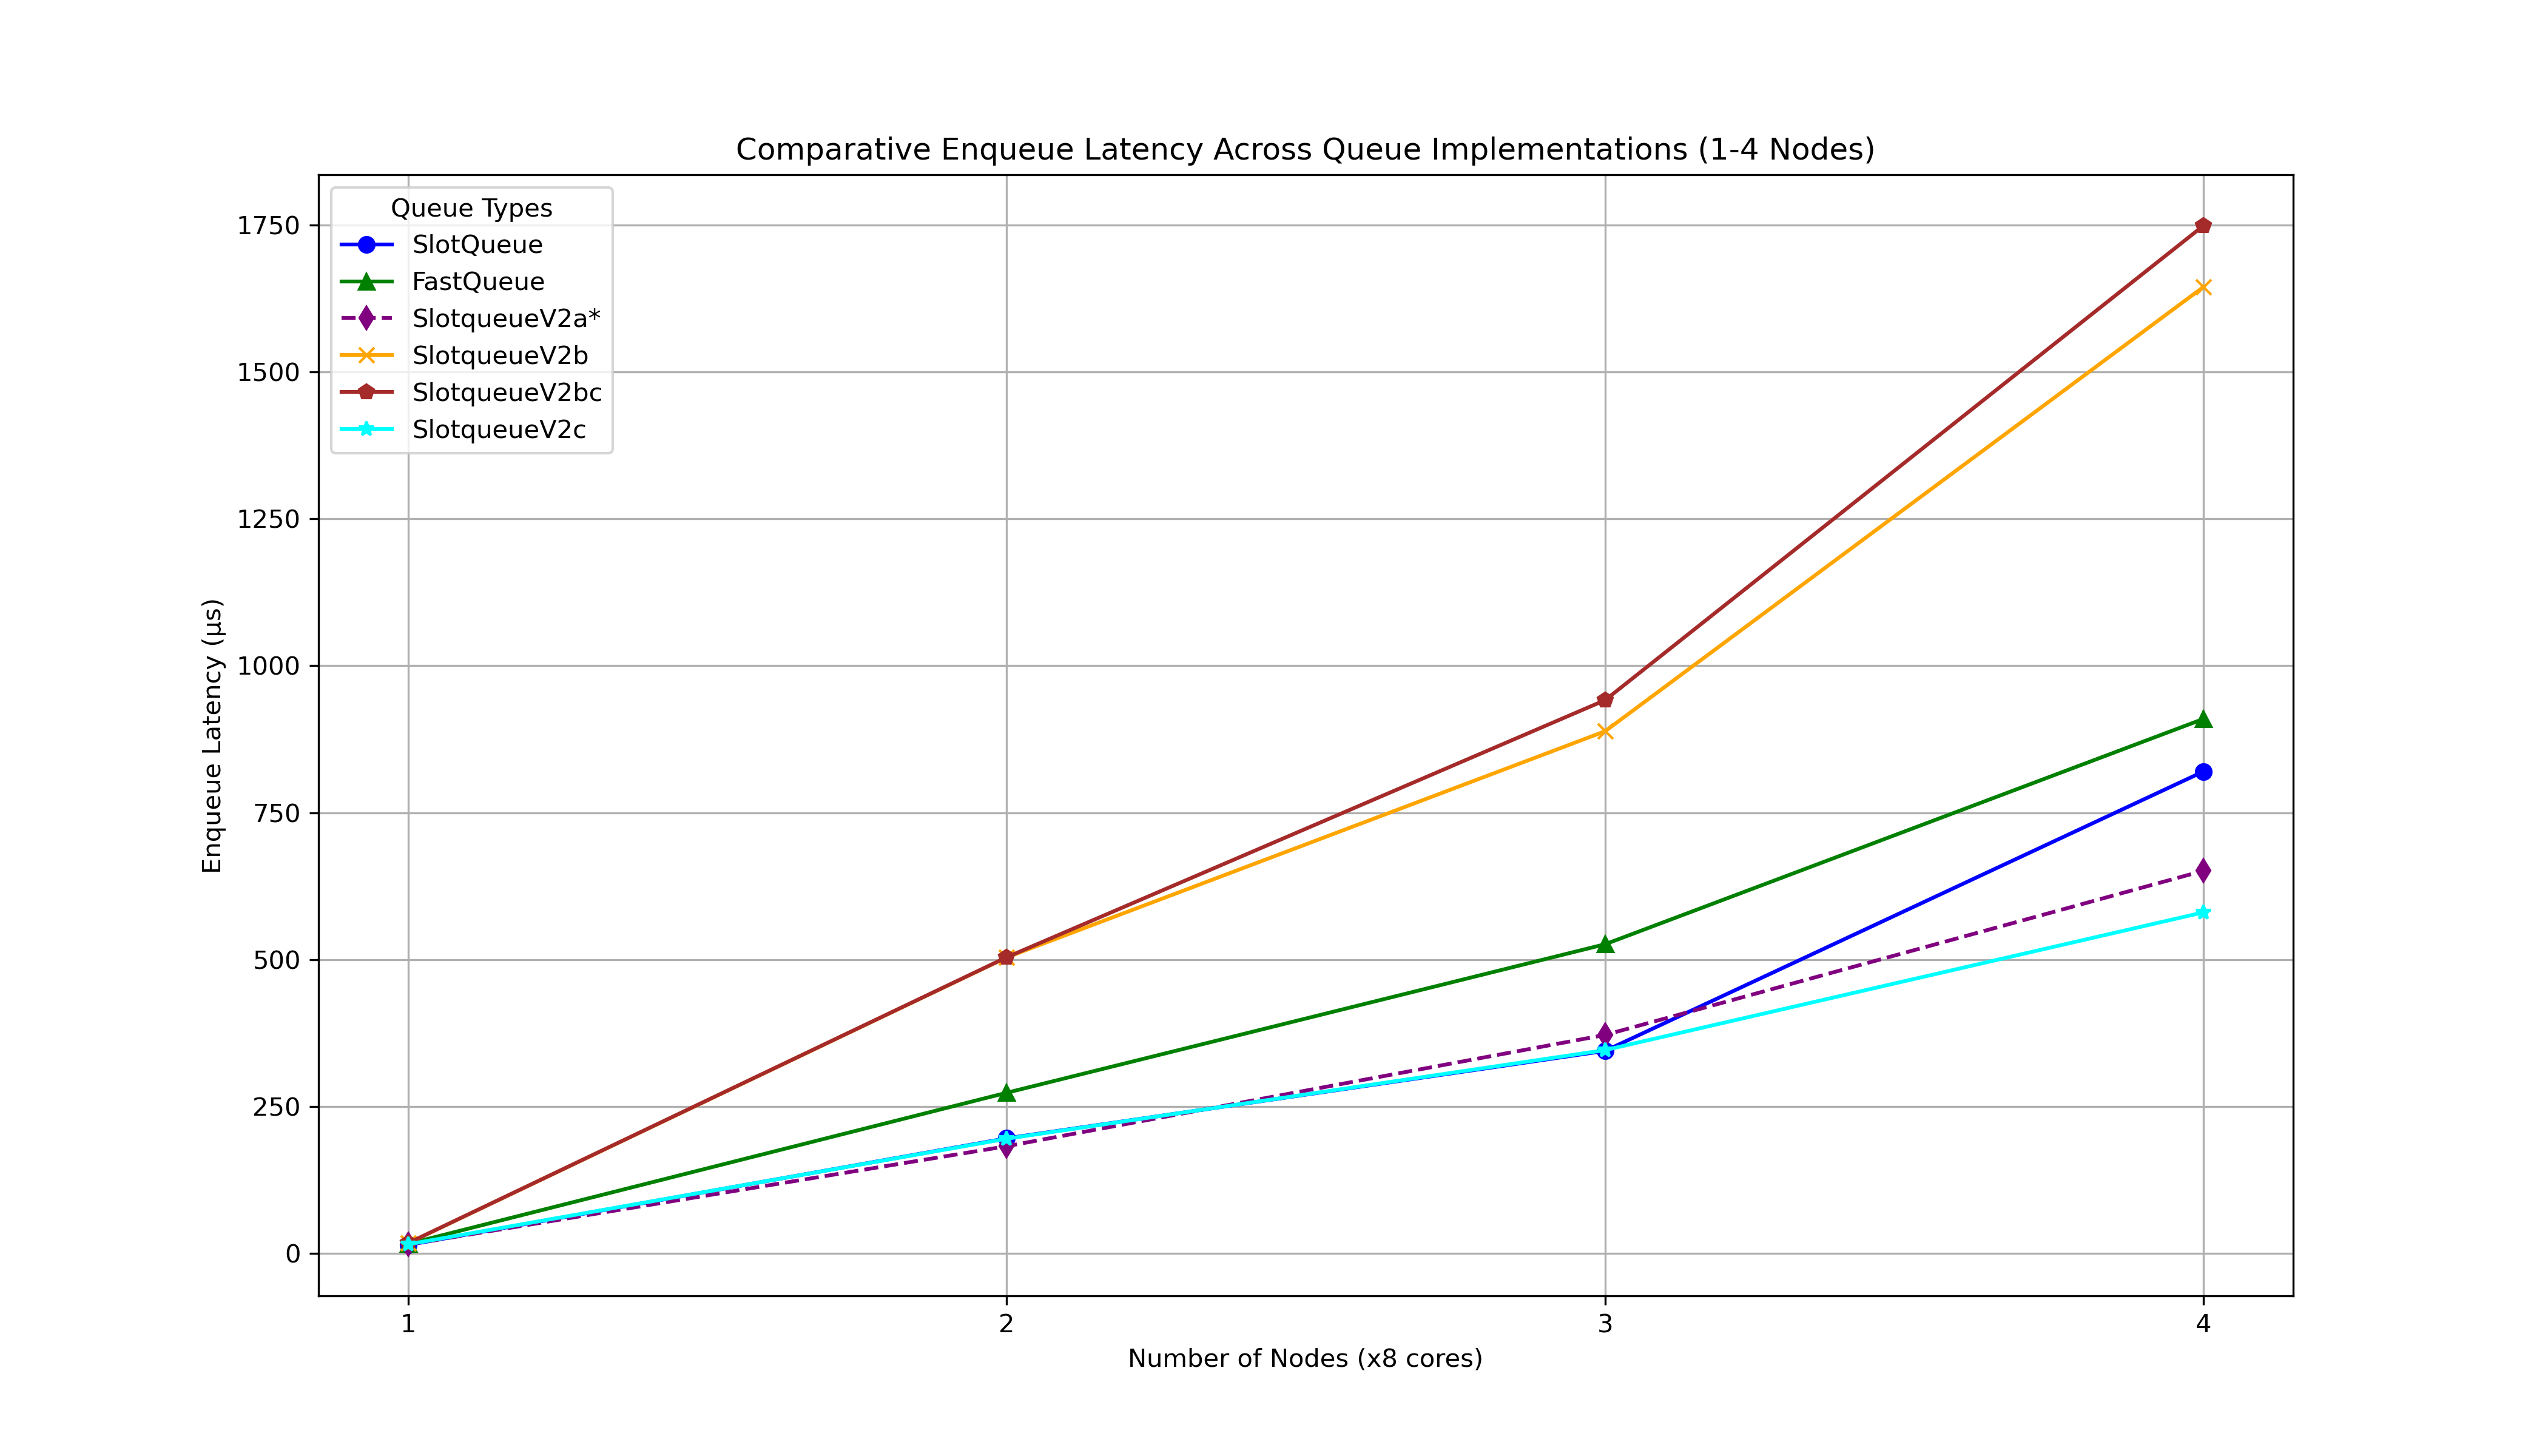 Comparative Enqueue Latency Across Queue Implementations (1-4 Nodes)
Queue Types
SlotQueue
FastQueue
SlotqueueV2a*
SlotqueueV2b
SlotqueueV2bc
SlotqueueV2c
Enqueue Latency (μs)
1750
1500
1250
1000
750
500
250
0
1 2 3 4
Number of Nodes (x8 cores)